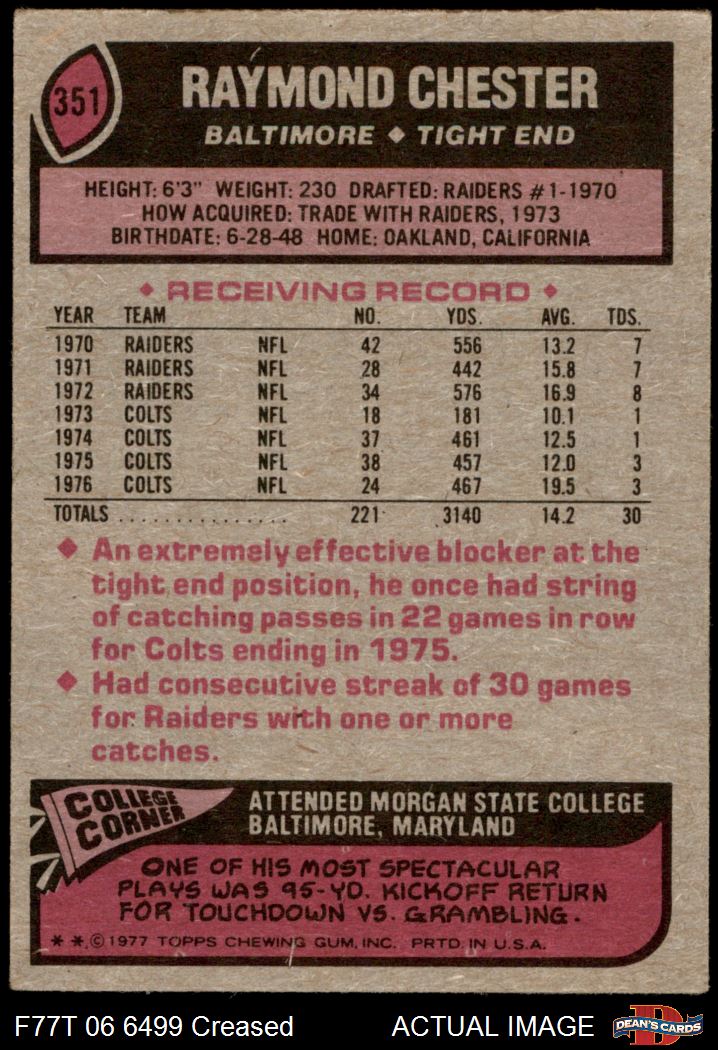 351
RAYMOND CHESTER
BALTIMORE ◆ TIGHT END
HEIGHT: 6'3" WEIGHT: 230 DRAFTED: RAIDERS #1-1970
HOW ACQUIRED: TRADE WITH RAIDERS, 1973
BIRTHDATE: 6-28-48 HOME: OAKLAND, CALIFORNIA
◆ RECEIVING RECORD ◆
YEAR TEAM NO. YDS. AVG. TDS.
1970 RAIDERS NFL 42 556 13.2 7
1971 RAIDERS NFL 28 442 15.8 7
1972 RAIDERS NFL 34 576 16.9 8
1973 COLTS NFL 18 181 10.1 1
1974 COLTS NFL 37 461 12.5 1
1975 COLTS NFL 38 457 12.0 3
1976 COLTS NFL 24 467 19.5 3
TOTALS ............... 221 3140 14.2 30
◆ An extremely effective blocker at the
tight end position, he once had string
of catching passes in 22 games in row
for Colts ending in 1975.
◆ Had consecutive streak of 30 games
for Raiders with one or more
catches.
COLLEGE
CORNER
ATTENDED MORGAN STATE COLLEGE
BALTIMORE, MARYLAND
ONE OF HIS MOST SPECTACULAR
PLAYS WAS 95-YD. KICKOFF RETURN
FOR TOUCHDOWN VS. GRAMBLING.
* * © 1977 TOPPS CHEWING GUM, INC. PRTD. IN U.S.A.
F77T 06 6499 Creased ACTUAL IMAGE
D
DEAN'S CARDS